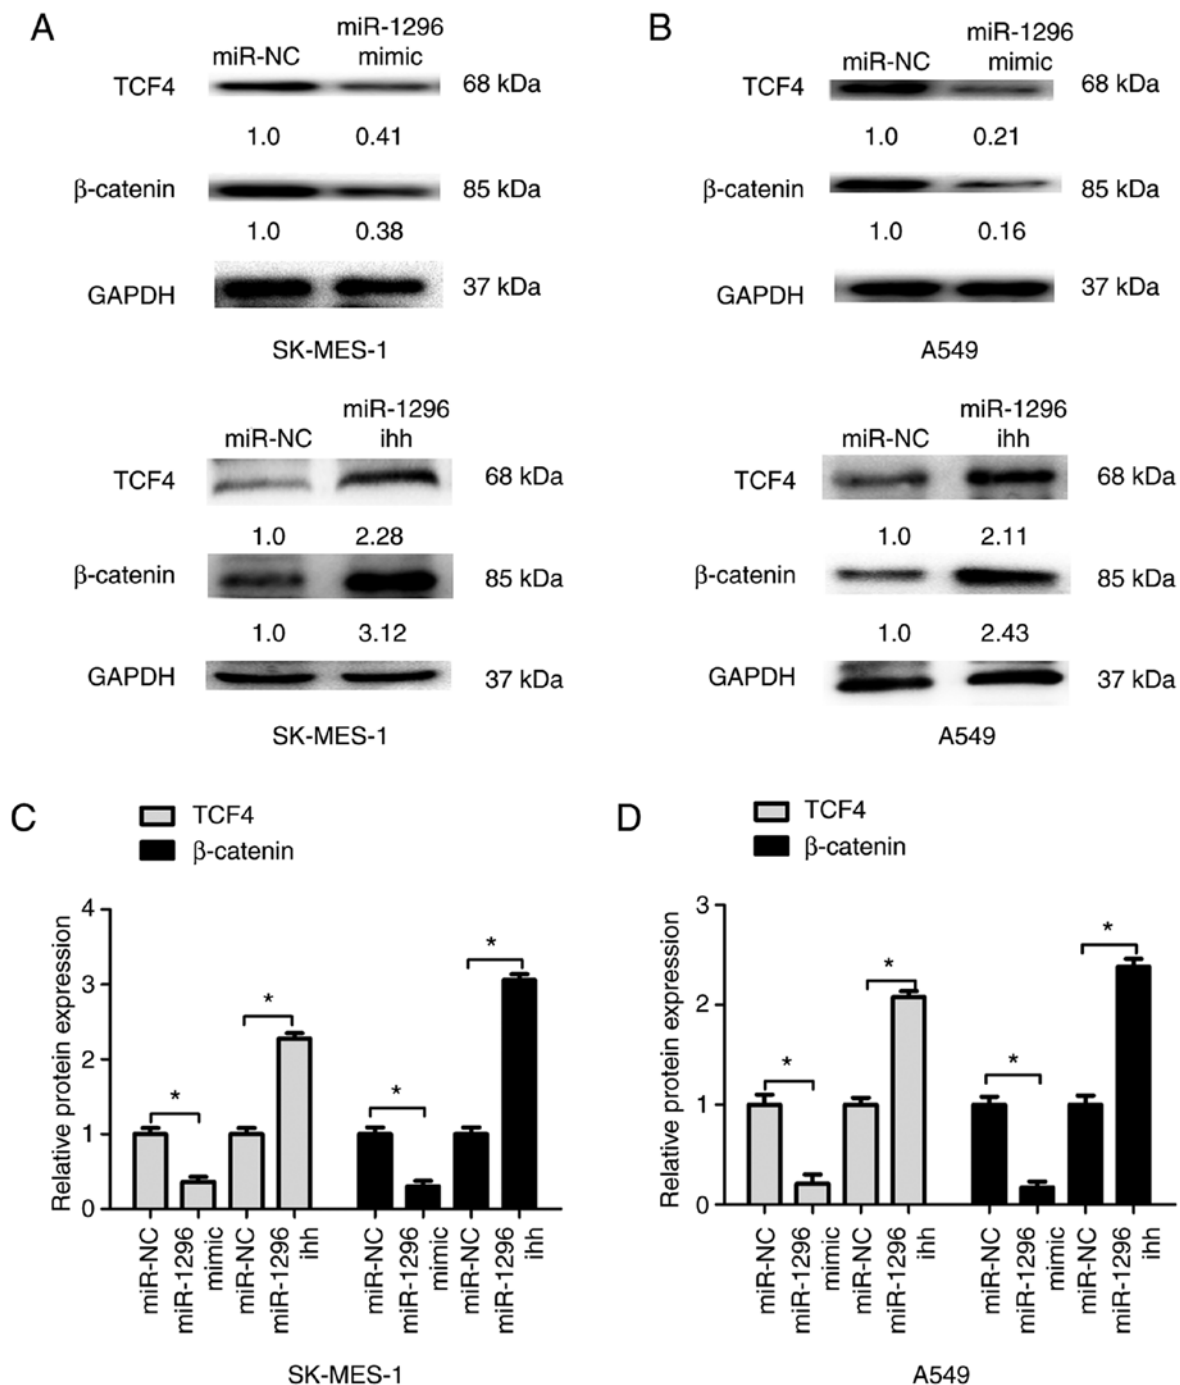 A
miR-NC
miR-1296
mimic
TCF4
68 kDa
1.0
0.41
β-catenin
85 kDa
1.0
0.38
GAPDH
37 kDa
SK-MES-1
miR-NC
miR-1296
ihh
TCF4
68 kDa
1.0
2.28
β-catenin
85 kDa
1.0
3.12
GAPDH
37 kDa
SK-MES-1
B
miR-NC
miR-1296
mimic
TCF4
68 kDa
1.0
0.21
β-catenin
85 kDa
1.0
0.16
GAPDH
37 kDa
A549
miR-NC
miR-1296
ihh
TCF4
68 kDa
1.0
2.11
β-catenin
85 kDa
1.0
2.43
GAPDH
37 kDa
A549
C
TCF4
β-catenin
Relative protein expression
4
3
2
1
0
*
*
*
*
miR-NC
miR-1296
mimic
miR-NC
miR-1296
ihh
miR-NC
miR-1296
mimic
miR-NC
miR-1296
ihh
SK-MES-1
D
TCF4
β-catenin
Relative protein expression
3
2
1
0
*
*
*
*
miR-NC
miR-1296
mimic
miR-NC
miR-1296
ihh
miR-NC
miR-1296
mimic
miR-NC
miR-1296
ihh
A549